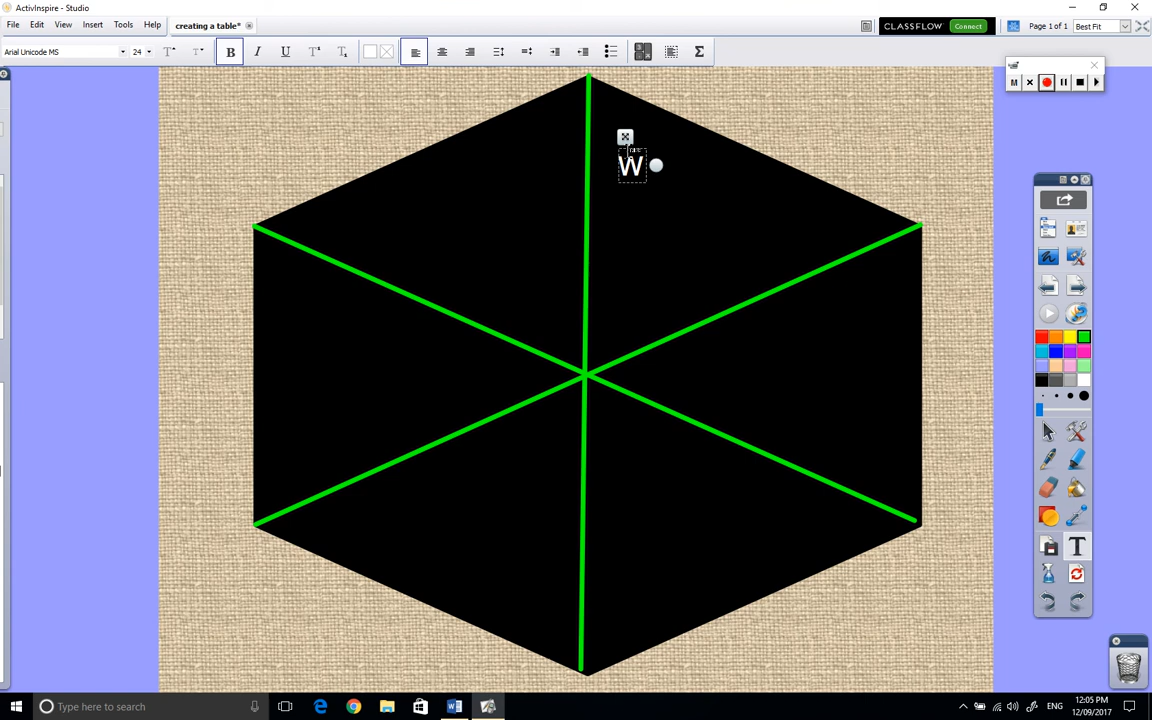 ActivInspire - Studio
File Edit View Insert Tools Help creating a table* CLASSFLOW Connect Page 1 of 1 Best Fit
Arial Unicode MS 24 B I U T T Σ
M
W
T
Type here to search
ENG
12:05 PM
12/09/2017